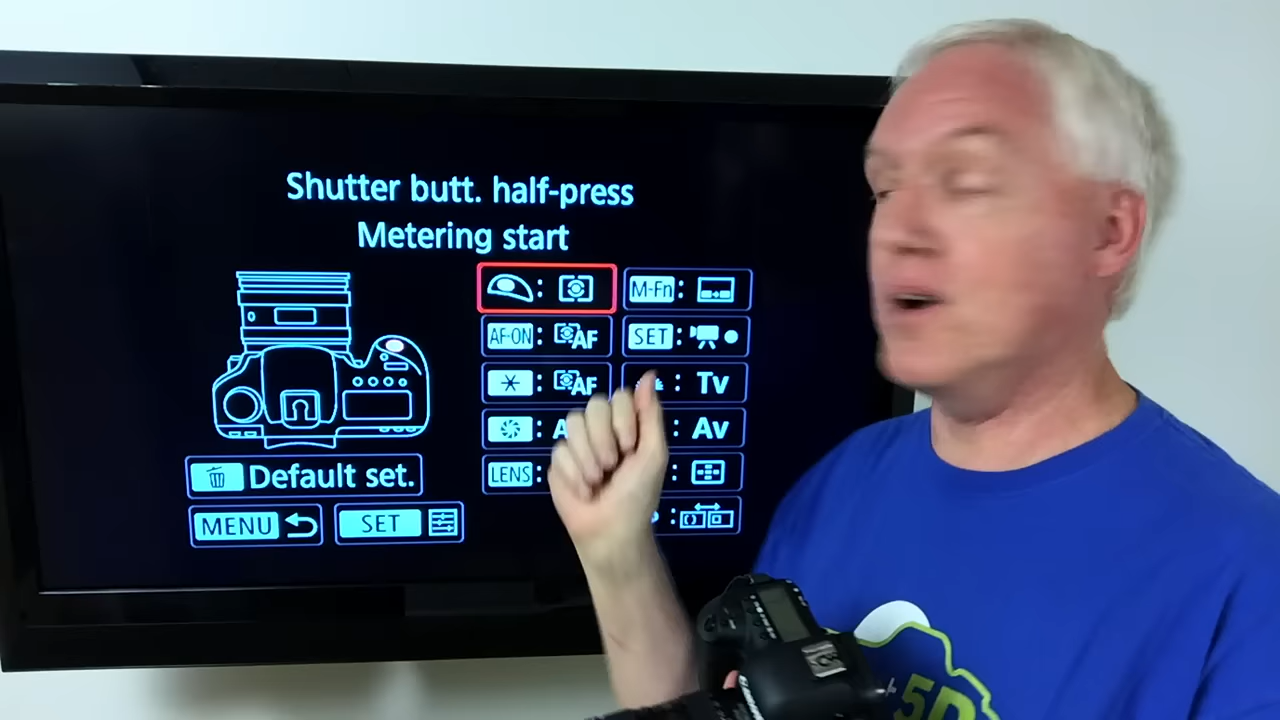 Shutter butt. half-press
Metering start
M-Fn:
AF-ON: AF
SET:
AF
: Tv
: Av
LENS:
:
Default set.
MENU
SET
5D